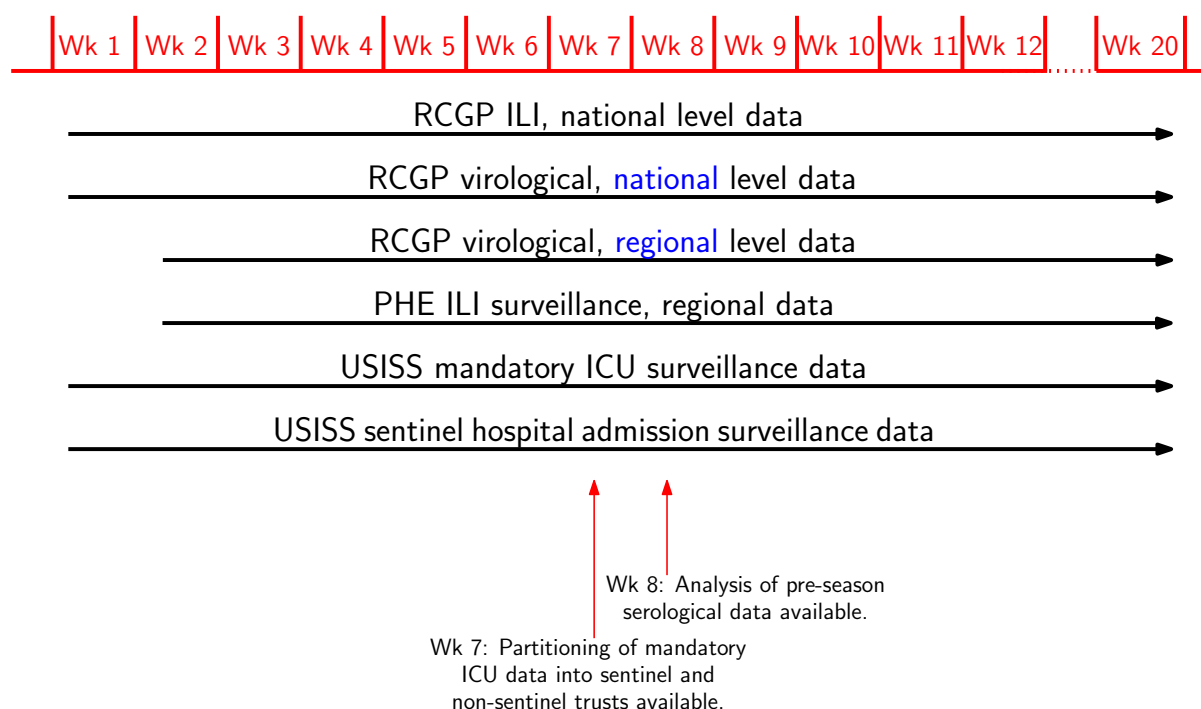 Wk 1 Wk 2 Wk 3 Wk 4 Wk 5 Wk 6 Wk 7 Wk 8 Wk 9 Wk 10 Wk 11 Wk 12 Wk 20
RCGP ILI, national level data
RCGP virological, national level data
RCGP virological, regional level data
PHE ILI surveillance, regional data
USISS mandatory ICU surveillance data
USISS sentinel hospital admission surveillance data
Wk 8: Analysis of pre-season
serological data available.
Wk 7: Partitioning of mandatory
ICU data into sentinel and
non-sentinel trusts available.